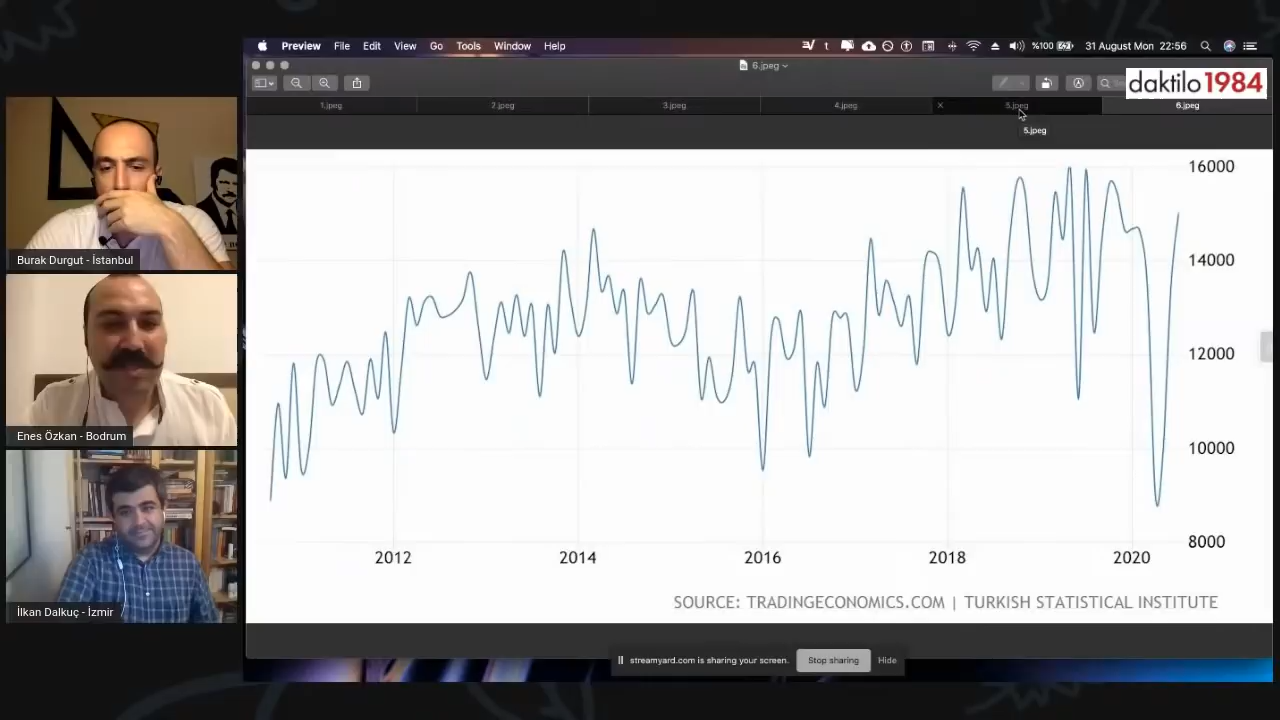 Preview File Edit View Go Tools Window Help
%100
31 August Mon 22:56
6.jpeg
daktilo1984
1.jpeg
2.jpeg
3.jpeg
4.jpeg
5.jpeg
6.jpeg
5.jpeg
16000
14000
12000
10000
8000
2012
2014
2016
2018
2020
SOURCE: TRADINGECONOMICS.COM | TURKISH STATISTICAL INSTITUTE
streamyard.com is sharing your screen.
Stop sharing
Hide
Burak Durgut - İstanbul
Enes Özkan - Bodrum
İlkan Dalkuç - İzmir